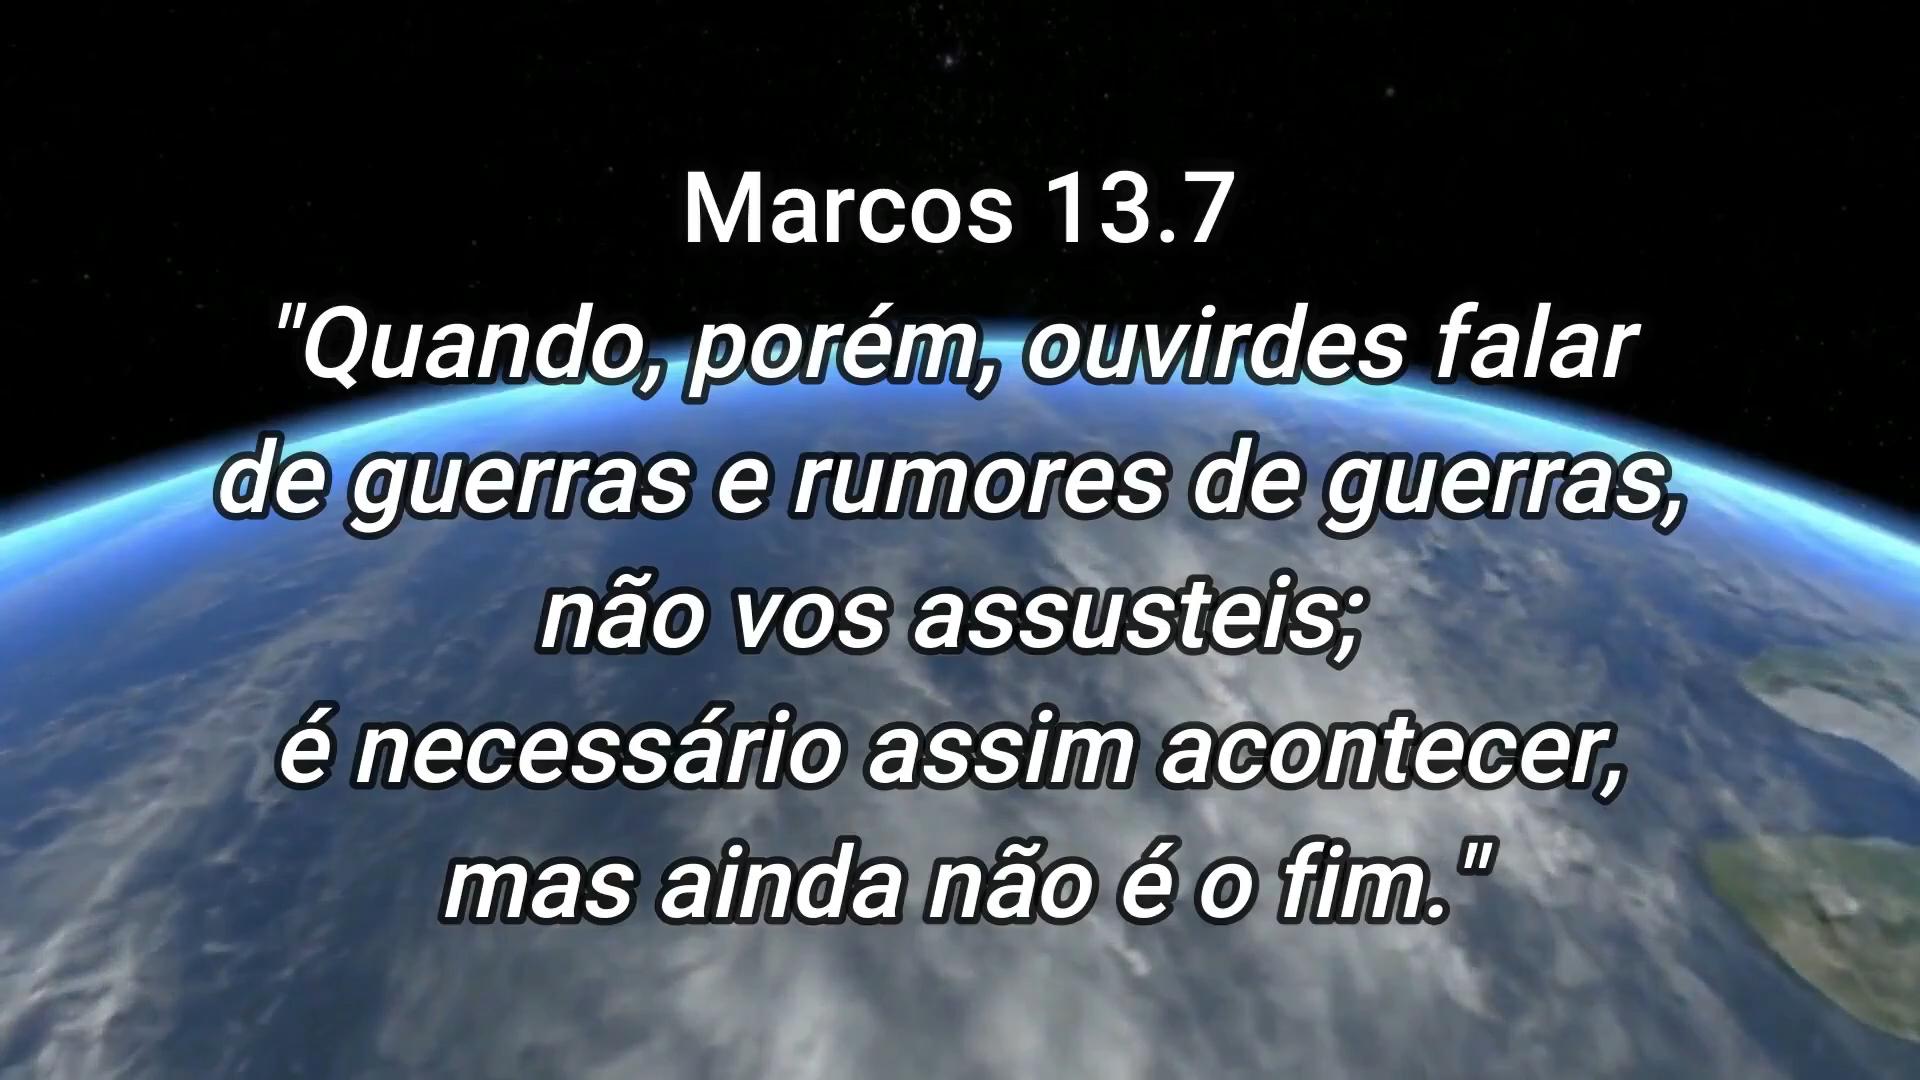 Marcos 13.7
"Quando, porém, ouvirdes falar
de guerras e rumores de guerras,
não vos assusteis;
é necessário assim acontecer,
mas ainda não é o fim."